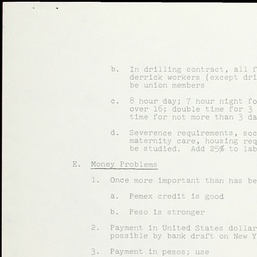 b. In drilling contract, all f
derrick workers (except dri
be union members
c. 8 hour day; 7 hour night fo
over 16; double time for 3
time for not more than 3 da
d. Severence requirements, soc
maternity care, housing req
be studied. Add 25% to lab
E. Money Problems
1. Once more important than has be
a. Pemex credit is good
b. Peso is stronger
2. Payment in United States dollar
possible by bank draft on New Y
3. Payment in pesos; use